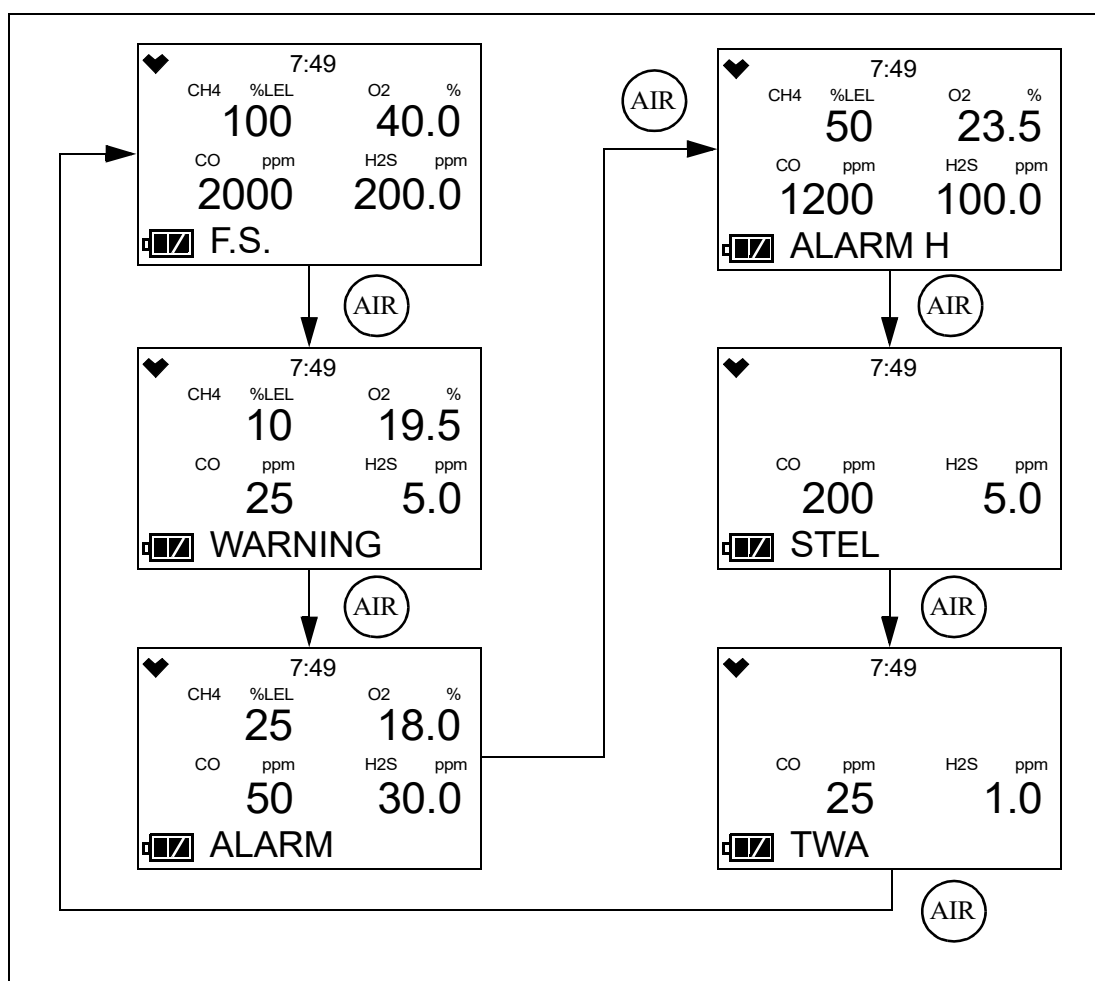 7:49
CH4 %LEL O2 %
100 40.0
CO ppm H2S ppm
2000 200.0
F.S.
AIR
7:49
CH4 %LEL O2 %
10 19.5
CO ppm H2S ppm
25 5.0
WARNING
AIR
7:49
CH4 %LEL O2 %
25 18.0
CO ppm H2S ppm
50 30.0
ALARM
AIR
7:49
CH4 %LEL O2 %
50 23.5
CO ppm H2S ppm
1200 100.0
ALARM H
AIR
7:49
CO ppm H2S ppm
200 5.0
STEL
AIR
7:49
CO ppm H2S ppm
25 1.0
TWA
AIR